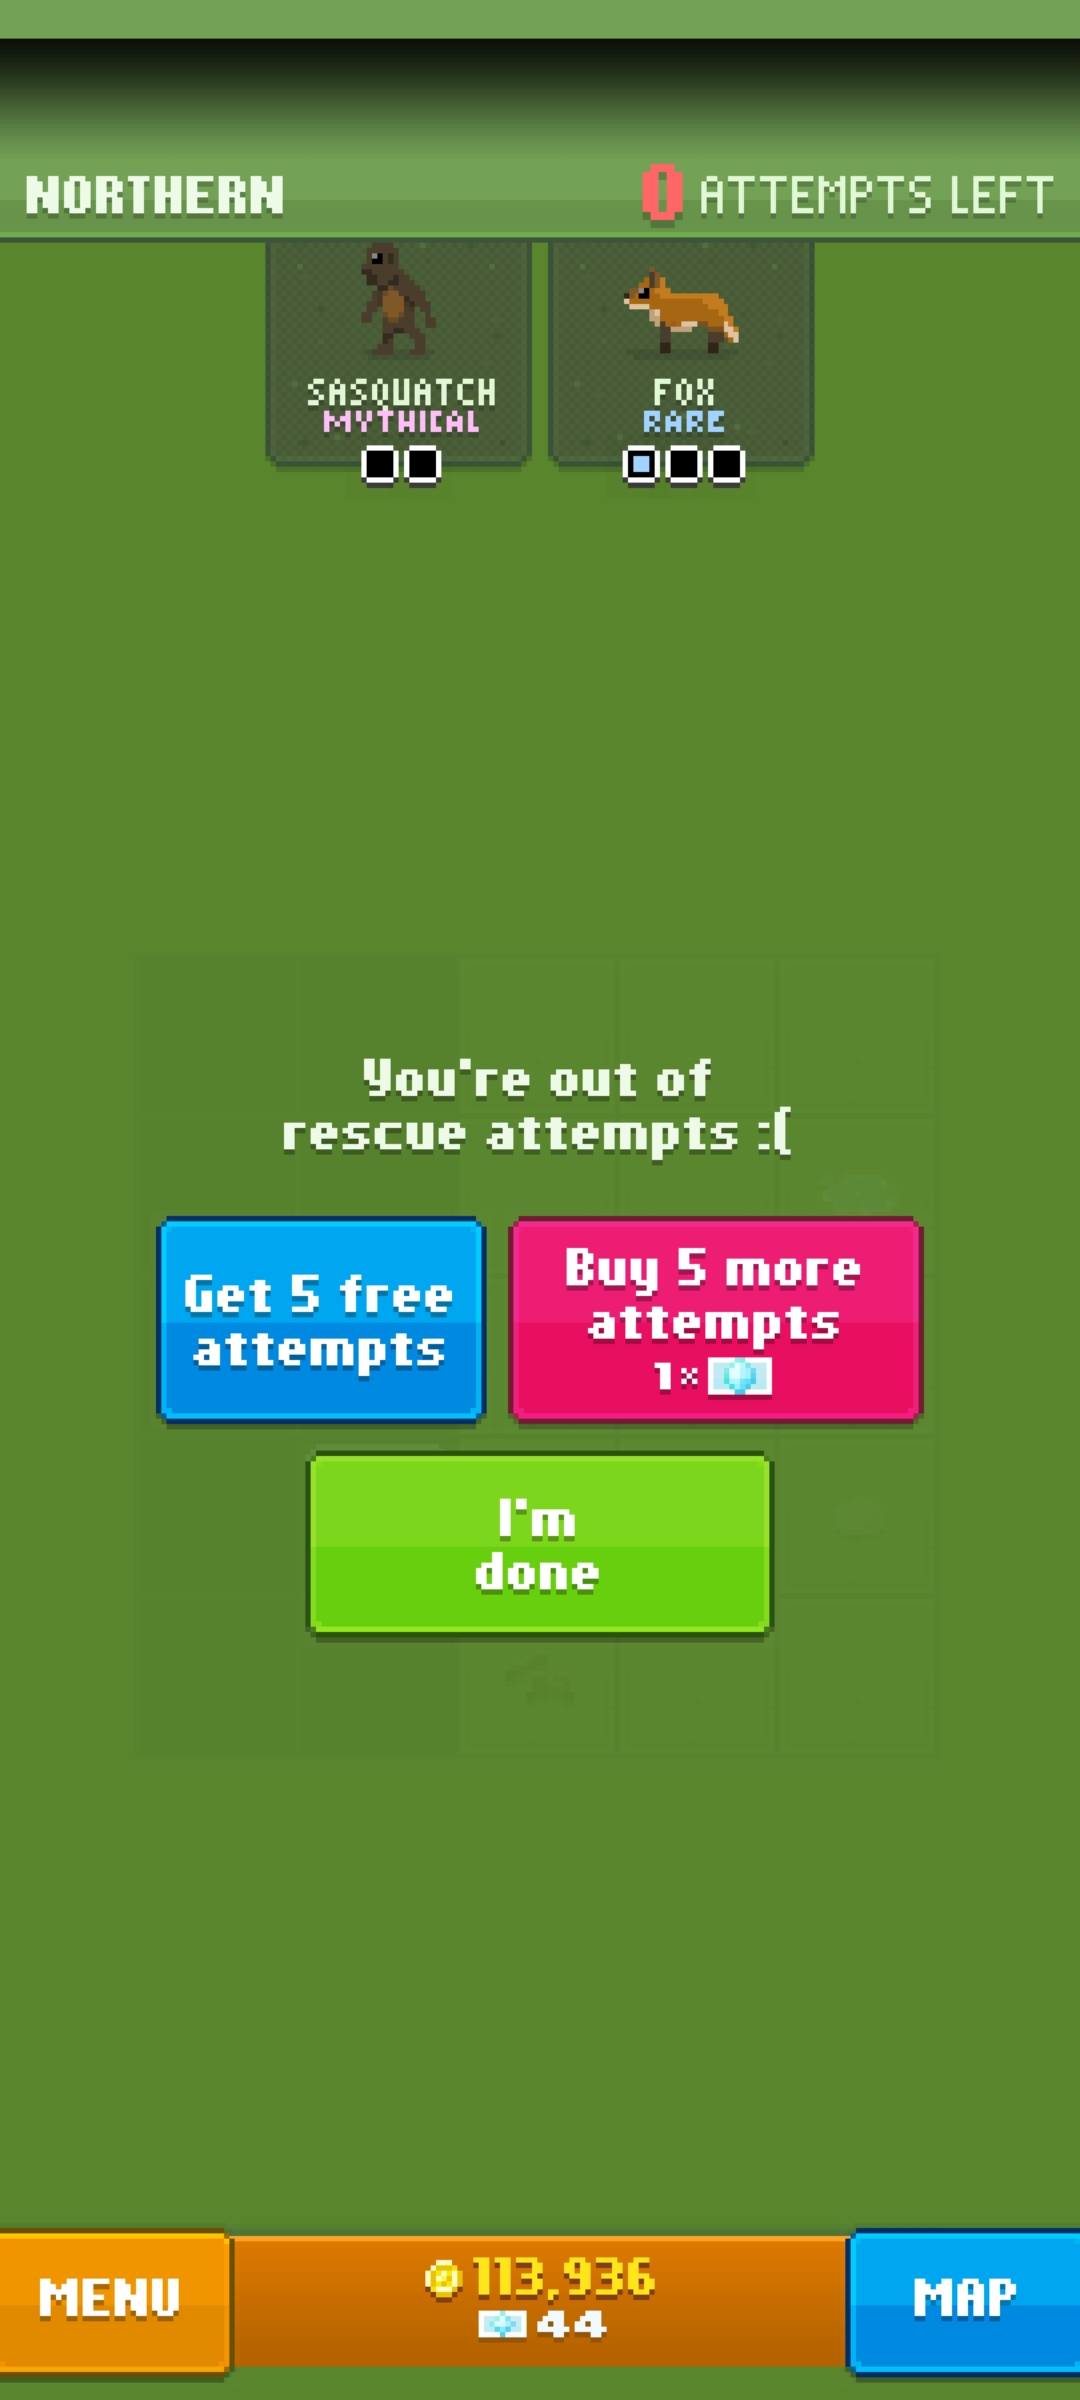 NORTHERN
0 ATTEMPTS LEFT
SASQUATCH
MYTHICAL
FOX
RARE
You're out of
rescue attempts :(
Get 5 free
attempts
Buy 5 more
attempts
1×
I'm
done
MENU
113,936
44
MAP